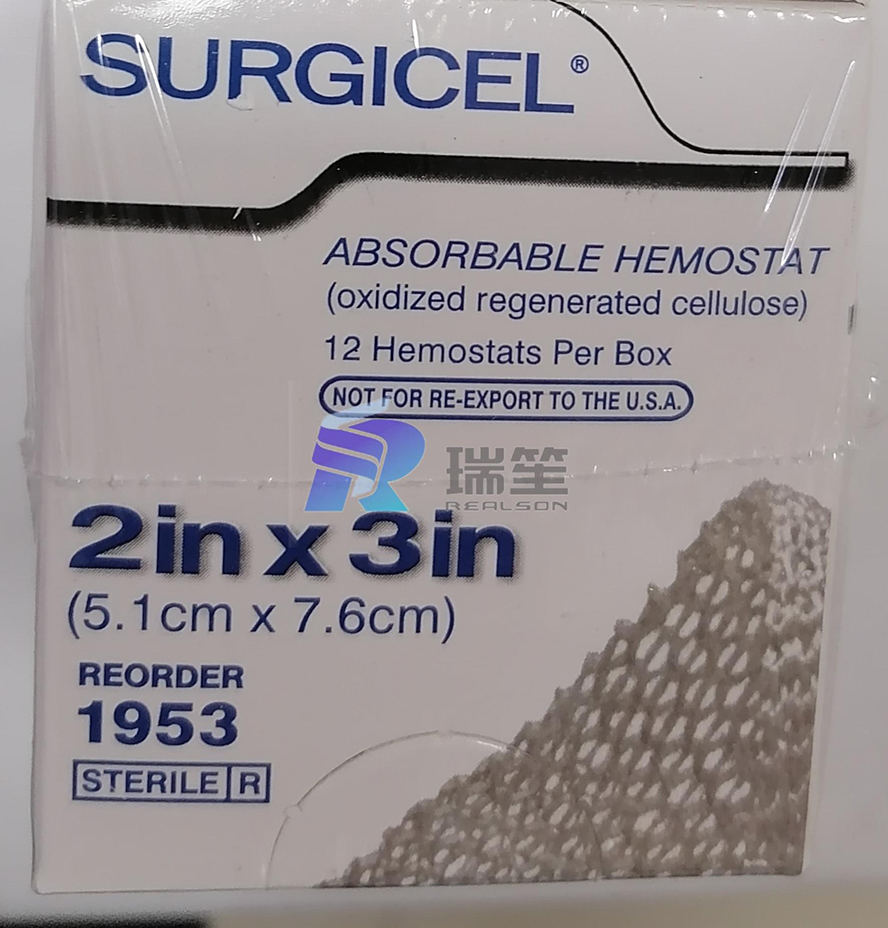 SURGICEL®
ABSORBABLE HEMOSTAT
(oxidized regenerated cellulose)
12 Hemostats Per Box
NOT FOR RE-EXPORT TO THE U.S.A.
瑞笙
REALSON
2in x 3in
(5.1cm x 7.6cm)
REORDER
1953
STERILE R